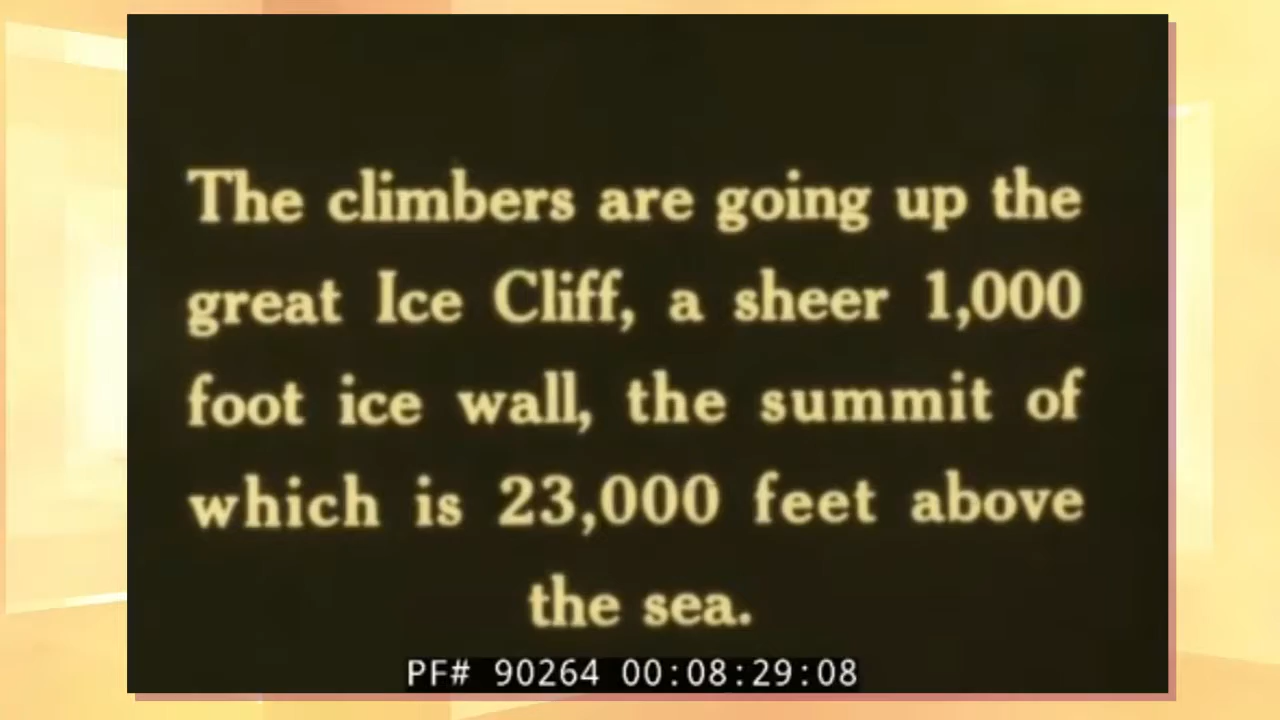 The climbers are going up the
great Ice Cliff, a sheer 1,000
foot ice wall, the summit of
which is 23,000 feet above
the sea.
PF# 90264 00:08:29:08